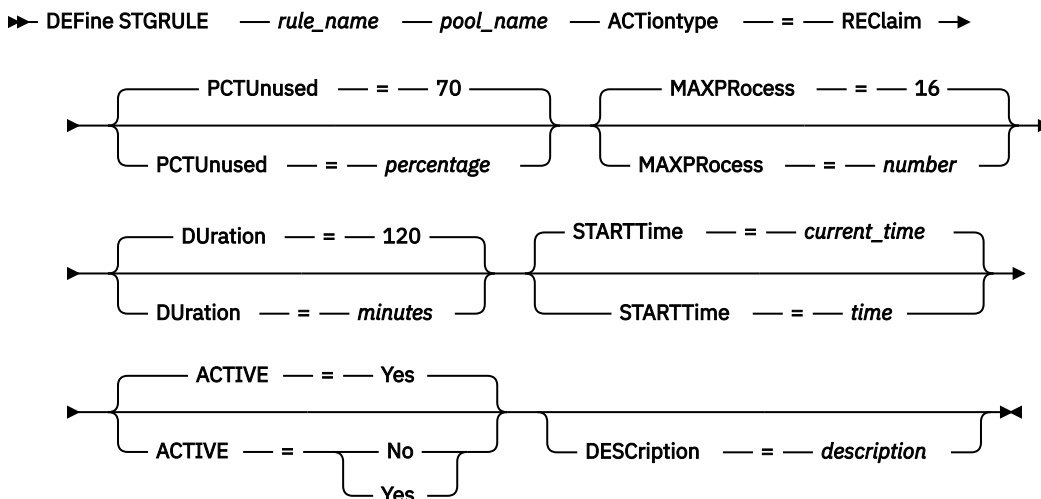 DEFine STGRULE rule_name pool_name ACTiontype = REClaim
PCTUnused = 70 MAXPRocess = 16
PCTUnused = percentage MAXPRocess = number
DUration = 120 STARTTime = current_time
DUration = minutes STARTTime = time
ACTIVE = Yes
ACTIVE = No DESCription = description
Yes